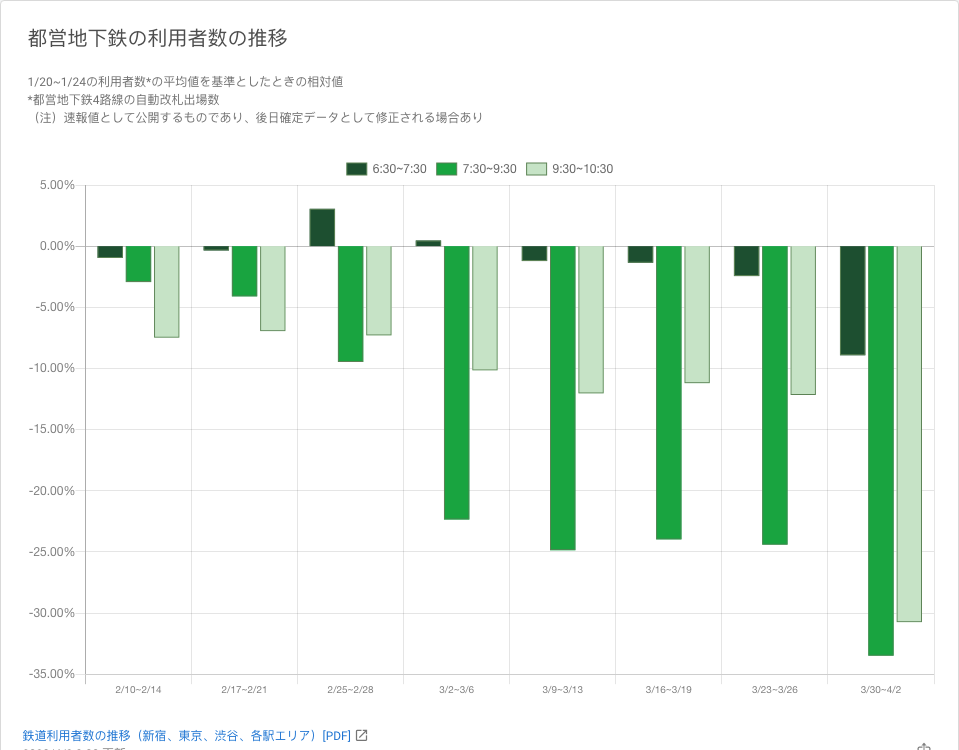 都営地下鉄の利用者数の推移
1/20~1/24の利用者数*の平均値を基準としたときの相対値
*都営地下鉄4路線の自動改札出場数
（注）速報値として公開するものであり、後日確定データとして修正される場合あり
6:30~7:30 7:30~9:30 9:30~10:30
5.00%
0.00%
-5.00%
-10.00%
-15.00%
-20.00%
-25.00%
-30.00%
-35.00%
2/10~2/14 2/17~2/21 2/25~2/28 3/2~3/6 3/9~3/13 3/16~3/19 3/23~3/26 3/30~4/2
鉄道利用者数の推移（新宿、東京、渋谷、各駅エリア）[PDF]